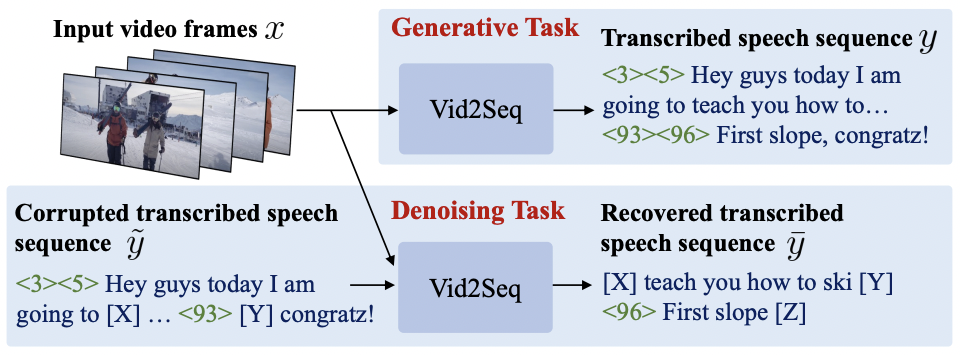 Input video frames x
Generative Task
Vid2Seq
Transcribed speech sequence y
<3><5> Hey guys today I am
going to teach you how to…
<93><96> First slope, congratz!
Corrupted transcribed speech
sequence ỹ
<3><5> Hey guys today I am
going to [X] … <93> [Y] congratz!
Denoising Task
Vid2Seq
Recovered transcribed
speech sequence ȳ
[X] teach you how to ski [Y]
<96> First slope [Z]